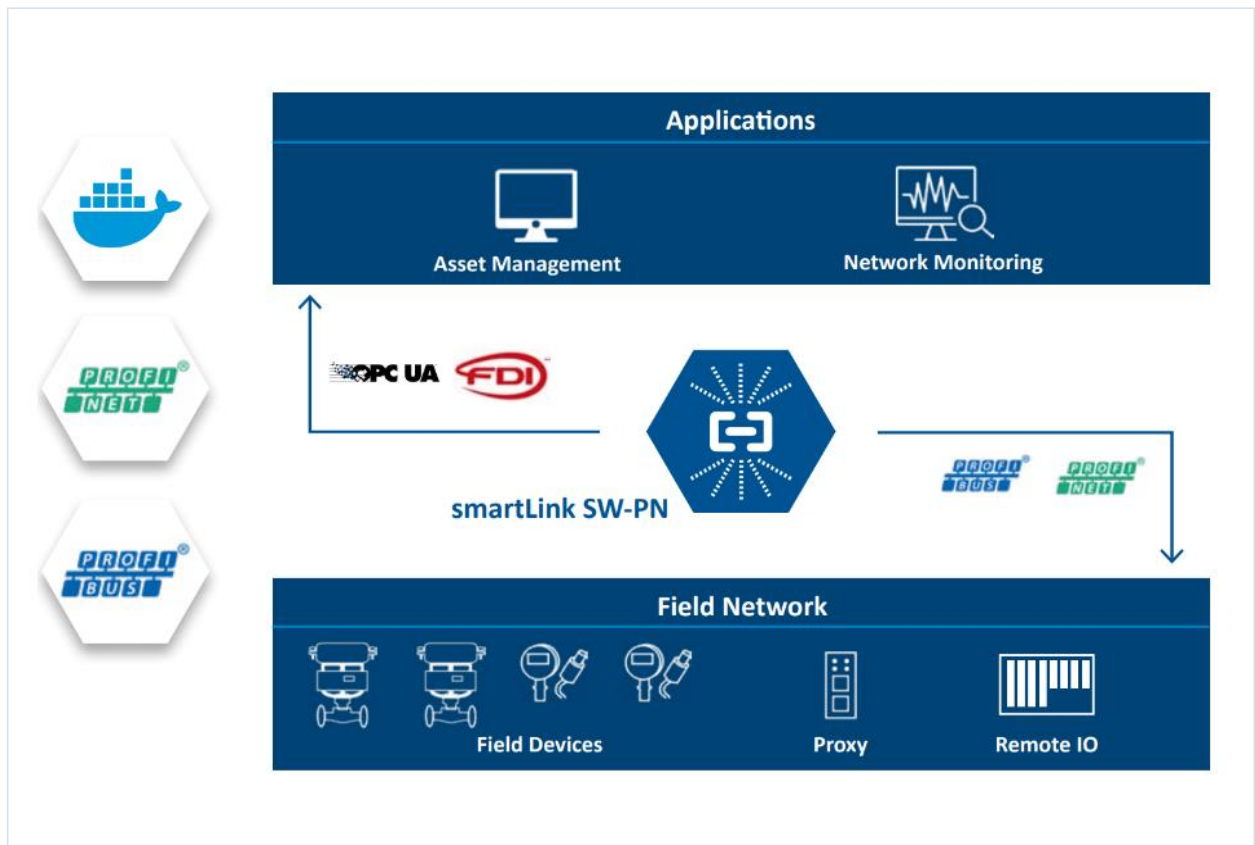 Applications
Asset Management
Network Monitoring
PROFI®
NET
OPC UA
FDI™
PROFI®
BUS
PROFI®
NET
smartLink SW-PN
PROFI®
BUS
Field Network
Field Devices
Proxy
Remote IO